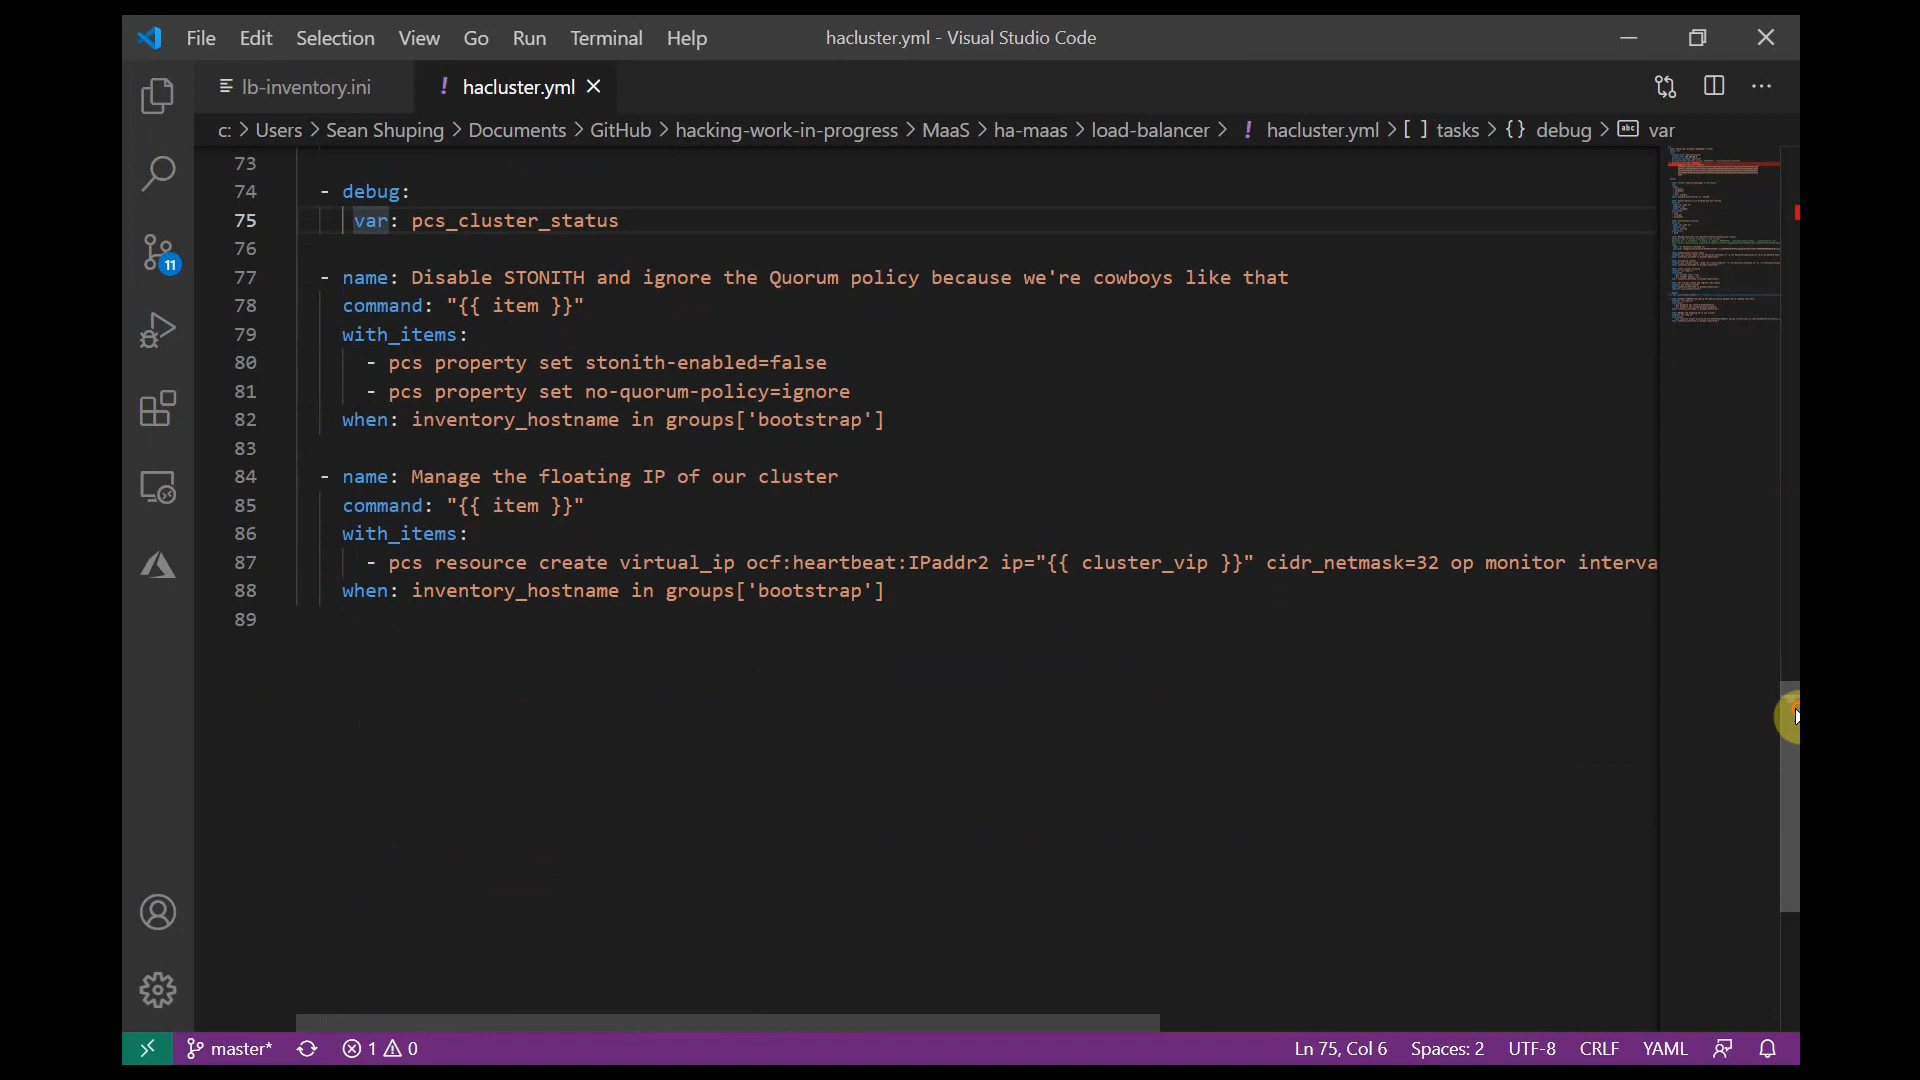 File Edit Selection View Go Run Terminal Help
hacluster.yml - Visual Studio Code
lb-inventory.ini
! hacluster.yml
c: > Users > Sean Shuping > Documents > GitHub > hacking-work-in-progress > MaaS > ha-maas > load-balancer > ! hacluster.yml > [ ] tasks > {} debug > abc var
73
74 - debug:
75 var: pcs_cluster_status
76
77 - name: Disable STONITH and ignore the Quorum policy because we're cowboys like that
78 command: "{{ item }}"
79 with_items:
80 - pcs property set stonith-enabled=false
81 - pcs property set no-quorum-policy=ignore
82 when: inventory_hostname in groups['bootstrap']
83
84 - name: Manage the floating IP of our cluster
85 command: "{{ item }}"
86 with_items:
87 - pcs resource create virtual_ip ocf:heartbeat:IPaddr2 ip="{{ cluster_vip }}" cidr_netmask=32 op monitor interva
88 when: inventory_hostname in groups['bootstrap']
89
11
master* 1 0
Ln 75, Col 6 Spaces: 2 UTF-8 CRLF YAML